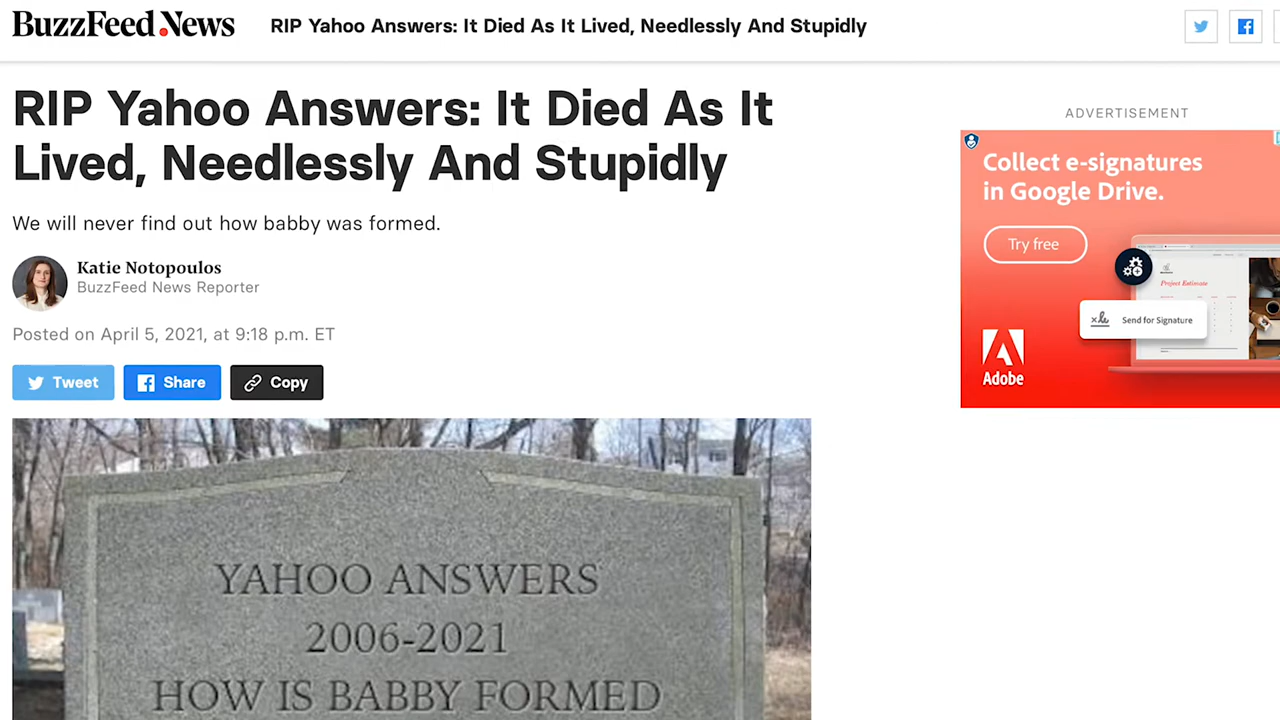 BuzzFeed News
RIP Yahoo Answers: It Died As It Lived, Needlessly And Stupidly
RIP Yahoo Answers: It Died As It
Lived, Needlessly And Stupidly
We will never find out how babby was formed.
Katie Notopoulos
BuzzFeed News Reporter
Posted on April 5, 2021, at 9:18 p.m. ET
Tweet
Share
Copy
YAHOO ANSWERS
2006-2021
HOW IS BABBY FORMED
ADVERTISEMENT
Collect e-signatures
in Google Drive.
Try free
Project Estimate
Send for Signature
Adobe